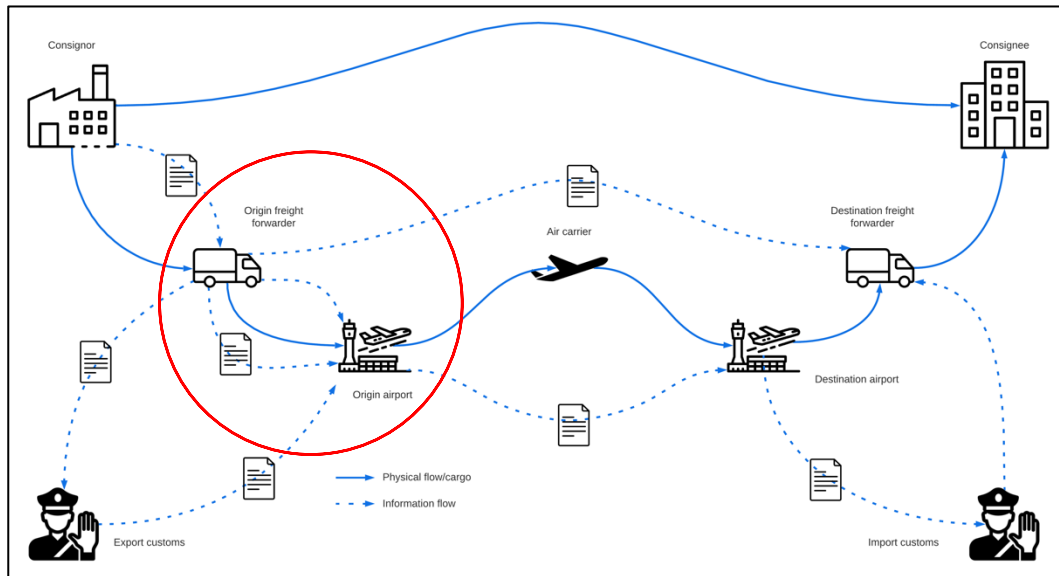 Consignor
Consignee
Origin freight
forwarder
Destination freight
forwarder
Air carrier
Origin airport
Destination airport
Physical flow/cargo
Information flow
Export customs
Import customs